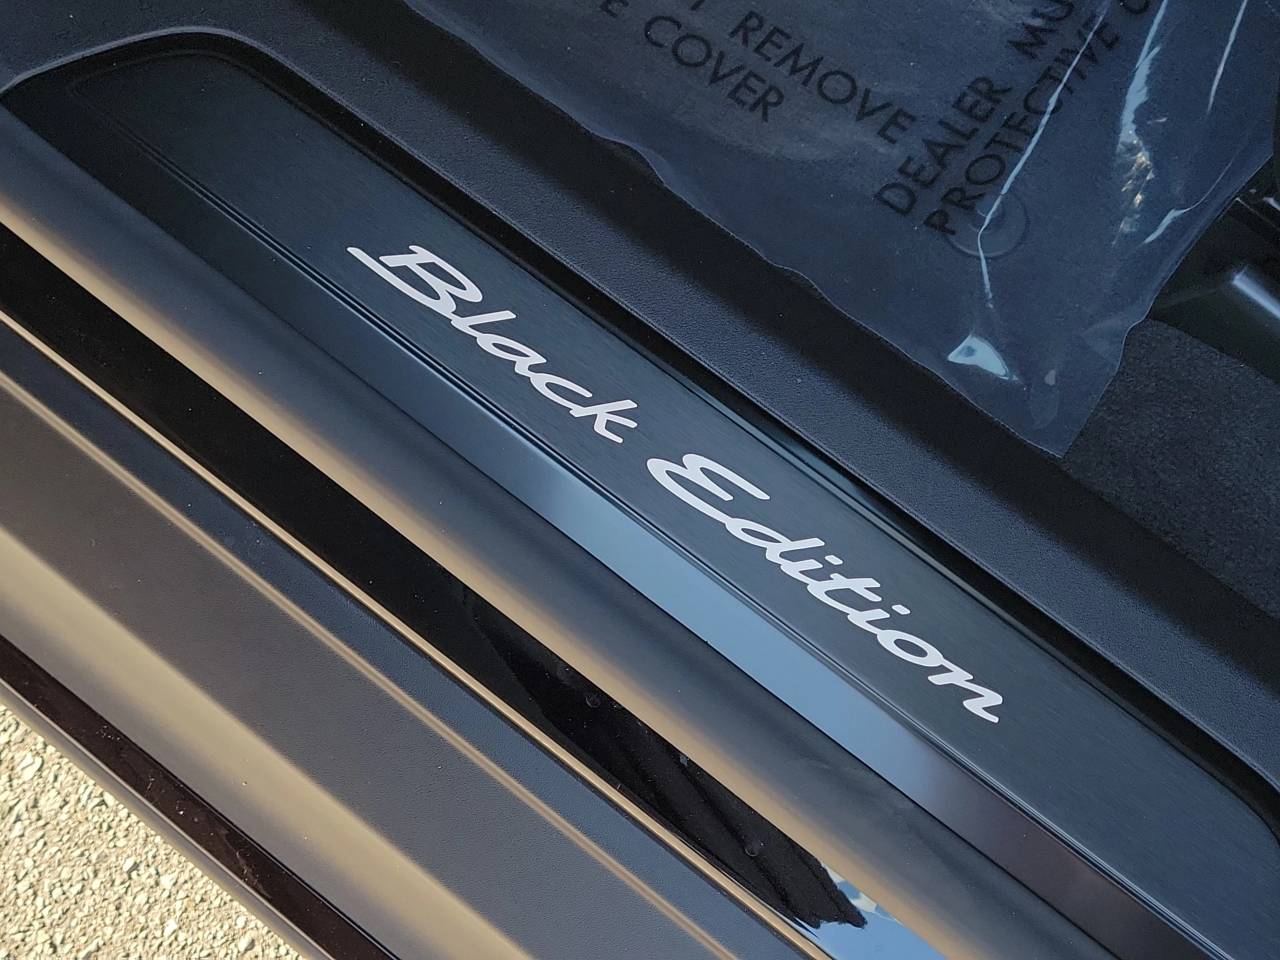 REMOVE
COVER
DEALER
PROTECTIVE
Black Edition